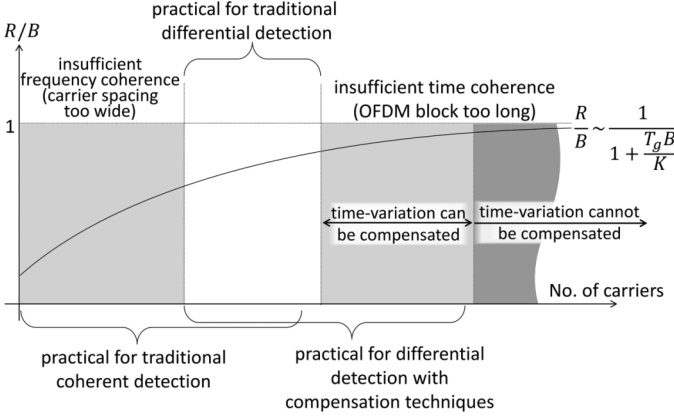 practical for traditional
differential detection
R/B
insufficient
frequency coherence
(carrier spacing
too wide)
insufficient time coherence
(OFDM block too long)
1
R/B ~ 1/(1 + T_g B/K)
time-variation can
be compensated
time-variation cannot
be compensated
No. of carriers
practical for traditional
coherent detection
practical for differential
detection with
compensation techniques